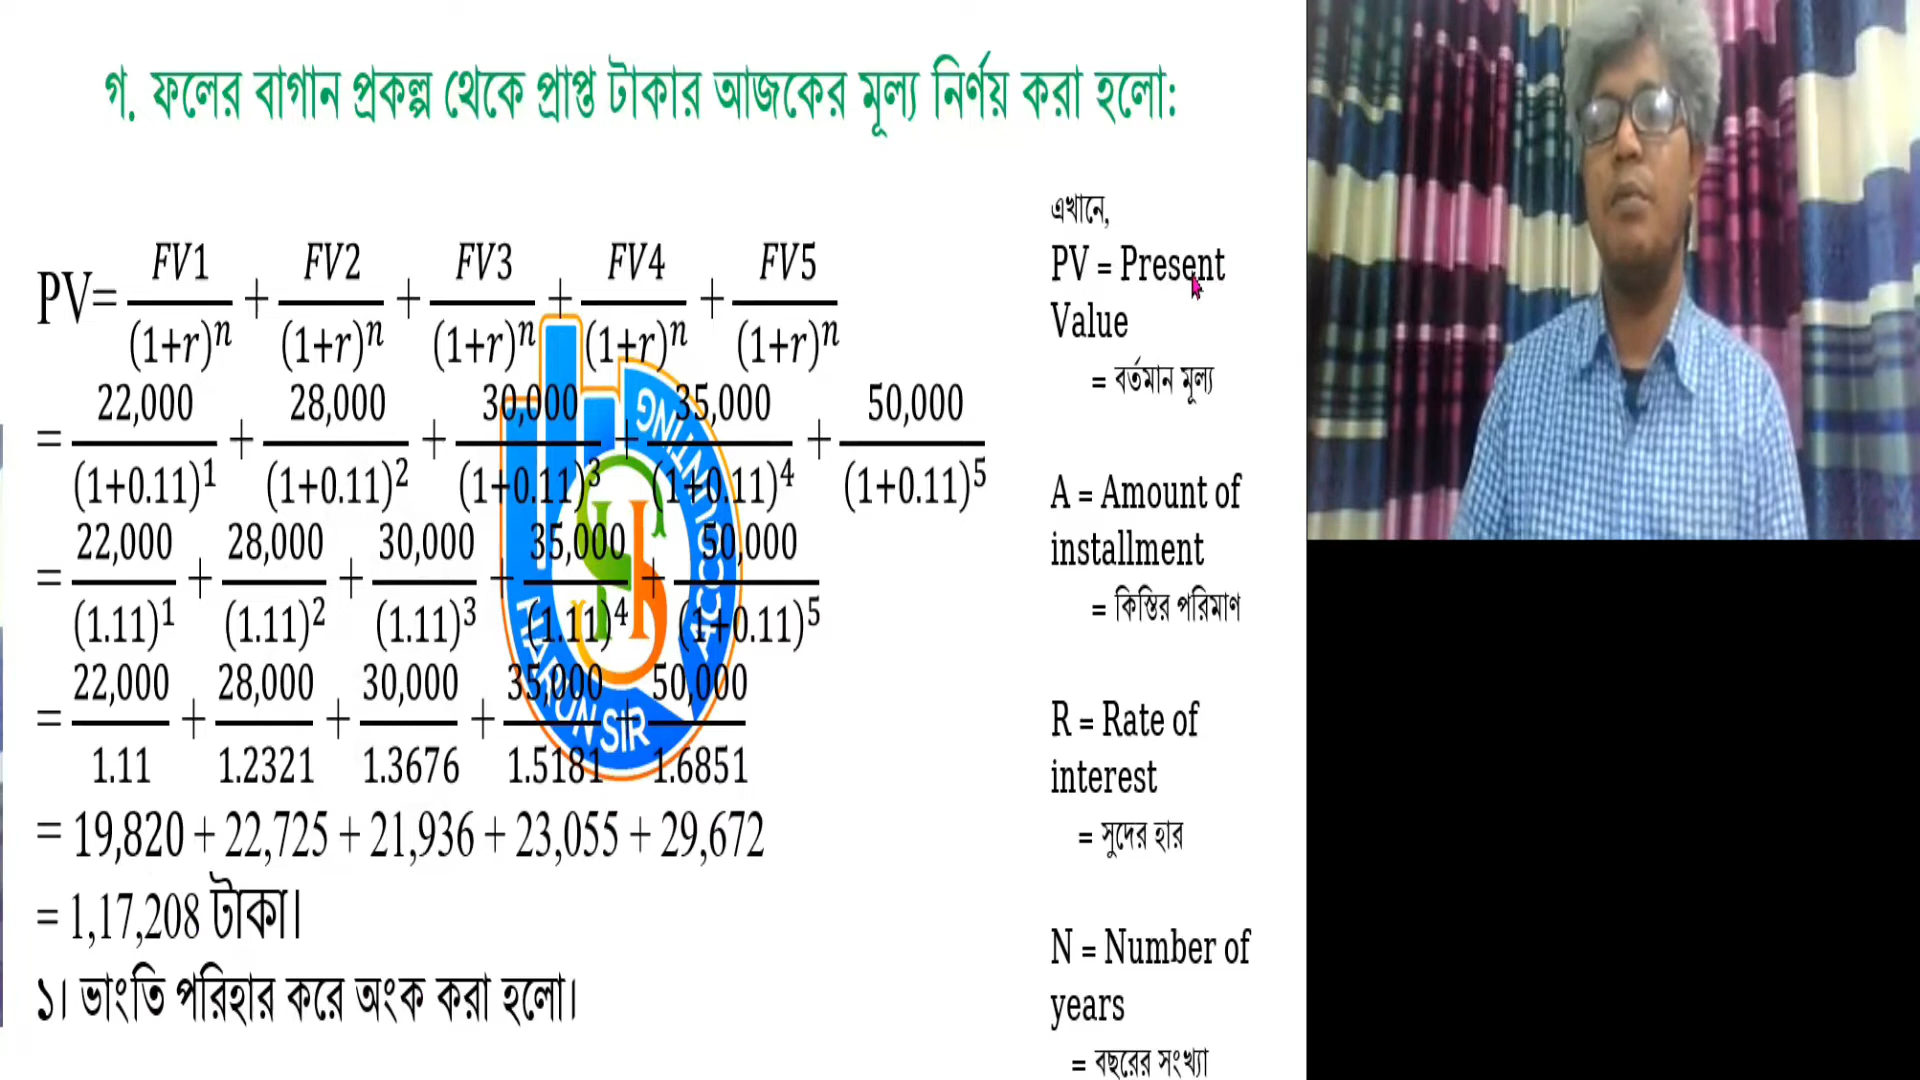 গ. ফলের বাগান প্রকল্প থেকে প্রাপ্ত টাকার আজকের মূল্য নির্ণয় করা হলো:
PV= FV1/(1+r)^n + FV2/(1+r)^n + FV3/(1+r)^n + FV4/(1+r)^n + FV5/(1+r)^n
= 22,000/(1+0.11)^1 + 28,000/(1+0.11)^2 + 30,000/(1+0.11)^3 + 35,000/(1+0.11)^4 + 50,000/(1+0.11)^5
= 22,000/(1.11)^1 + 28,000/(1.11)^2 + 30,000/(1.11)^3 + 35,000/(1.11)^4 + 50,000/(1+0.11)^5
= 22,000/1.11 + 28,000/1.2321 + 30,000/1.3676 + 35,000/1.5181 + 50,000/1.6851
= 19,820 + 22,725 + 21,936 + 23,055 + 29,672
= 1,17,208 টাকা।
১। ভাংতি পরিহার করে অংক করা হলো।
এখানে,
PV = Present
Value
= বর্তমান মূল্য
A = Amount of
installment
= কিস্তির পরিমাণ
R = Rate of
interest
= সুদের হার
N = Number of
years
= বছরের সংখ্যা
HARUN SIR
ACCOUNTING